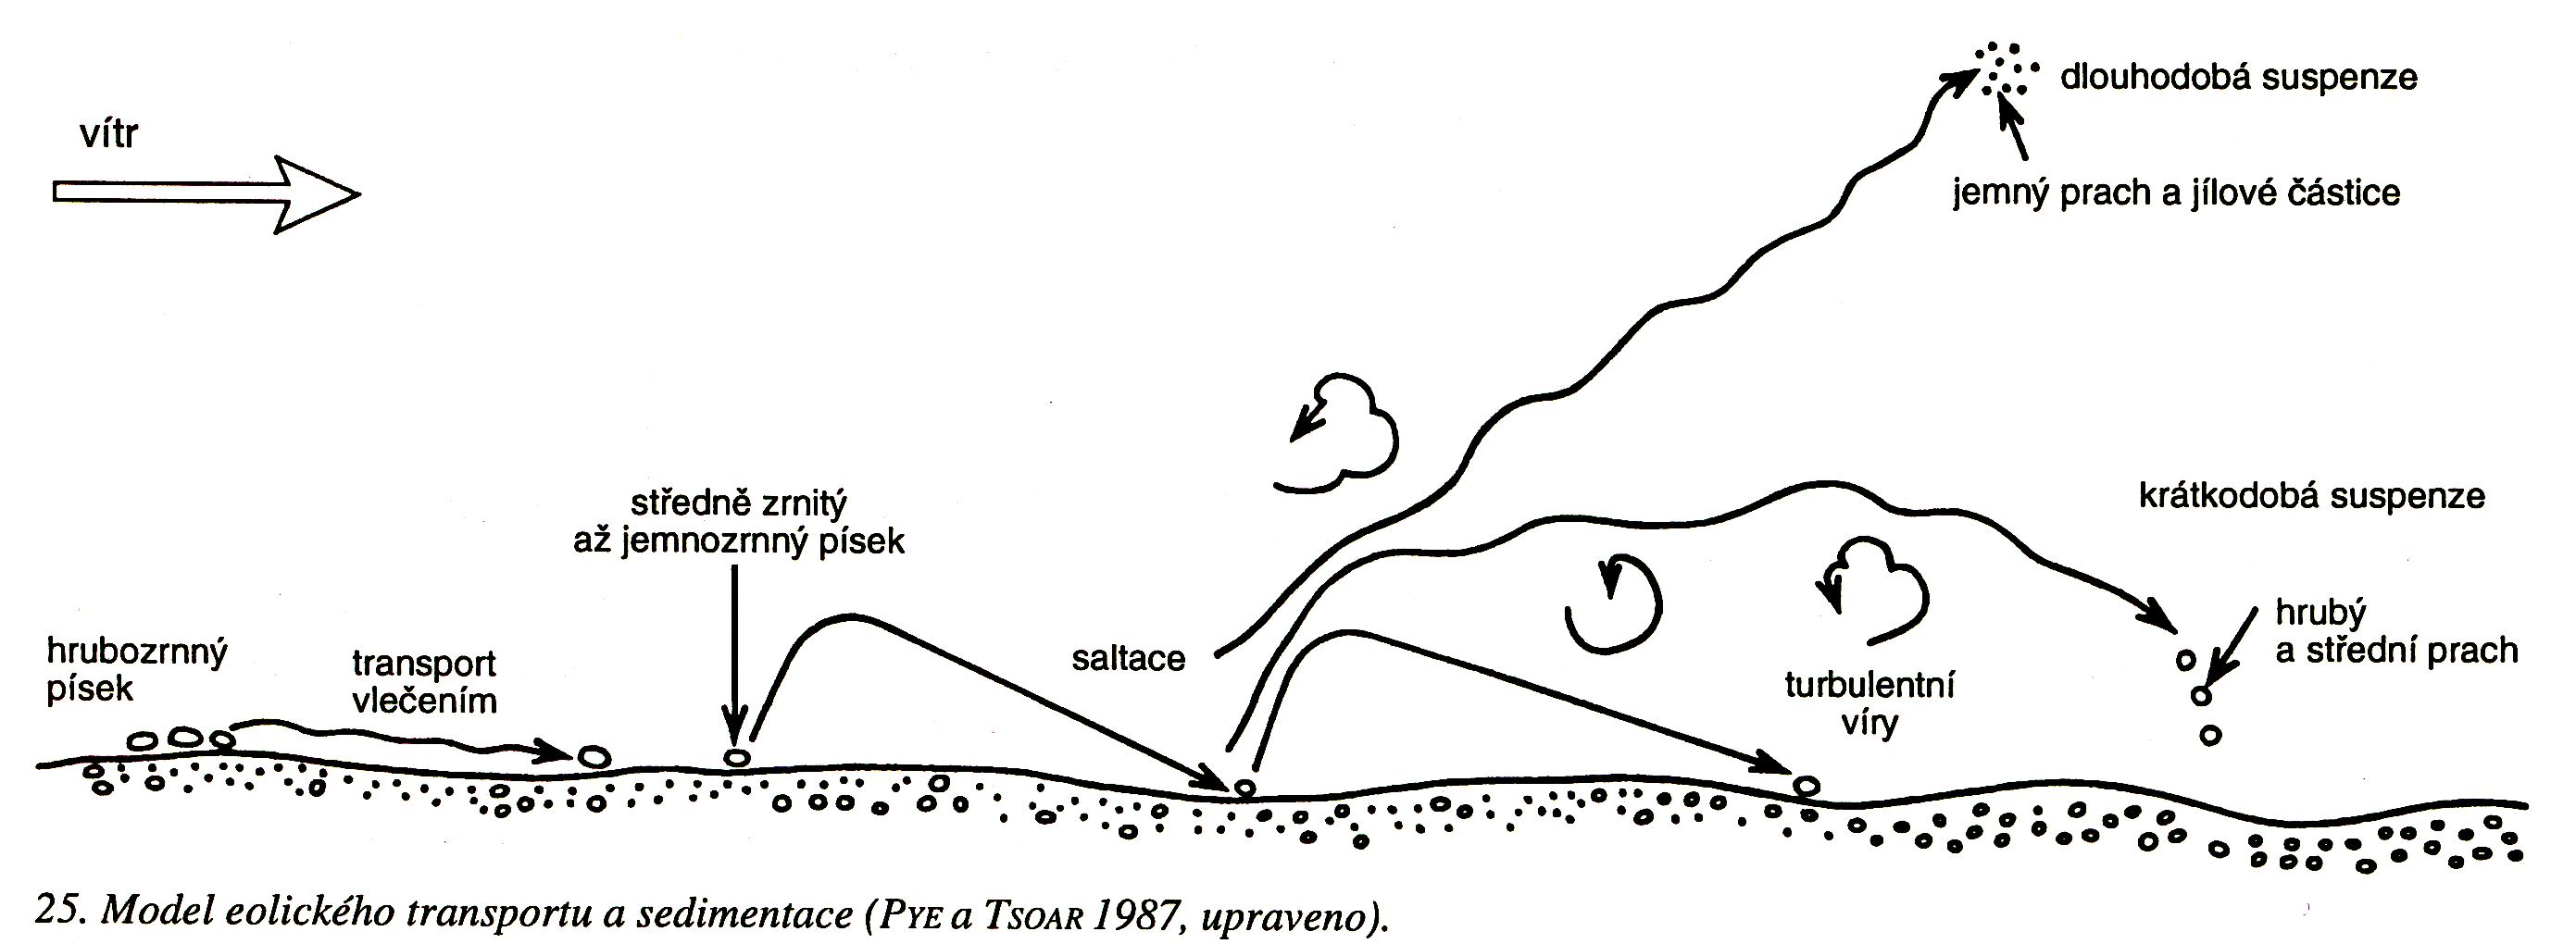 vítr
dlouhodobá suspenze
jemný prach a jílové částice
středně zrnitý
až jemnozrnný písek
krátkodobá suspenze
hrubozrnný
písek
transport
vlečením
saltace
turbulentní
víry
hrubý
a střední prach
25. Model eolického transportu a sedimentace (PYE a TSOAR 1987, upraveno).